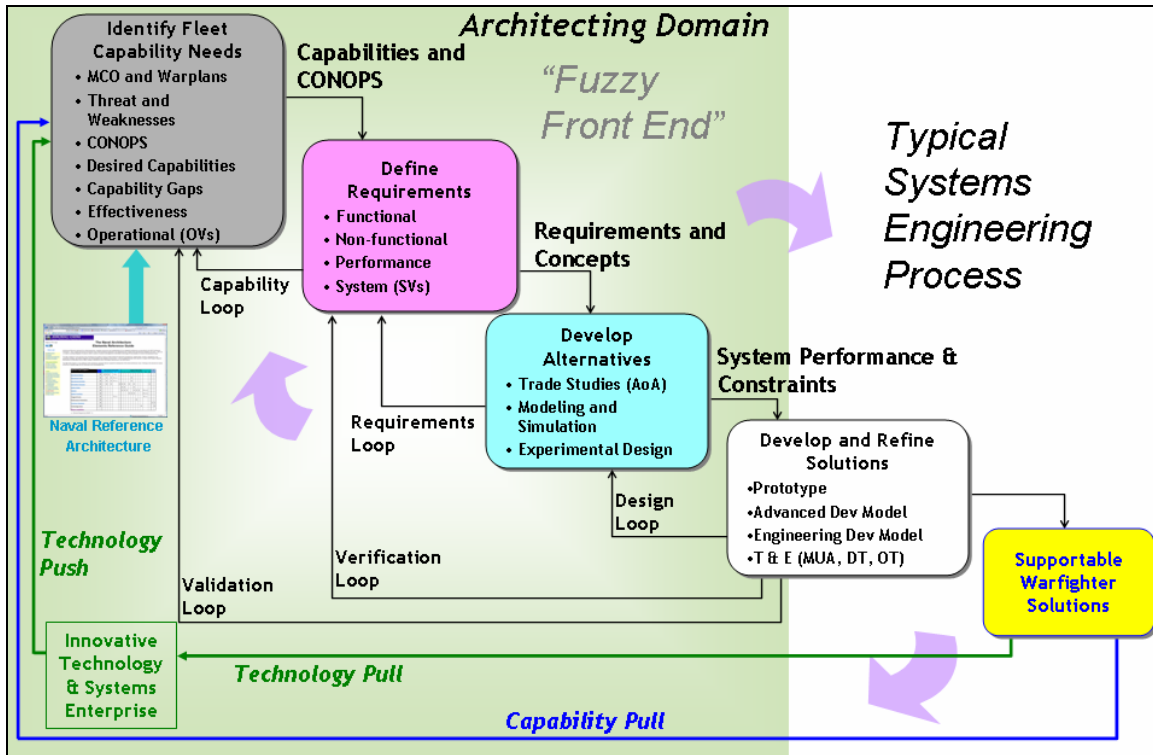 Identify Fleet
Capability Needs
• MCO and Warplans
• Threat and
Weaknesses
• CONOPS
• Desired Capabilities
• Capability Gaps
• Effectiveness
• Operational (OVs)
Capabilities and
CONOPS
Architecting Domain
“Fuzzy
Front End”
Typical
Systems
Engineering
Process
Define
Requirements
• Functional
• Non-functional
• Performance
• System (SVs)
Capability
Loop
Requirements and
Concepts
Develop
Alternatives
• Trade Studies (AoA)
• Modeling and
Simulation
• Experimental Design
Requirements
Loop
System Performance &
Constraints
Develop and Refine
Solutions
•Prototype
•Advanced Dev Model
•Engineering Dev Model
•T & E (MUA, DT, OT)
Design
Loop
Naval Reference
Architecture
Technology
Push
Verification
Loop
Validation
Loop
Supportable
Warfighter
Solutions
Innovative
Technology
& Systems
Enterprise
Technology Pull
Capability Pull